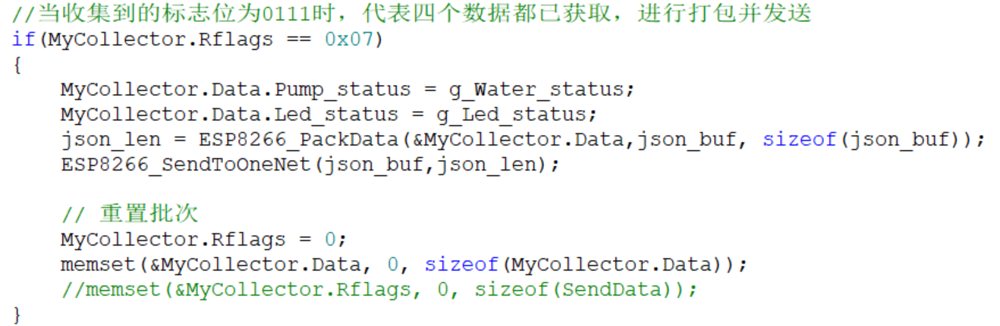 //当收集到的标志位为0111时，代表四个数据都已获取，进行打包并发送
if(MyCollector.Rflags == 0x07)
{
    MyCollector.Data.Pump_status = g_Water_status;
    MyCollector.Data.Led_status = g_Led_status;
    json_len = ESP8266_PackData(&MyCollector.Data,json_buf, sizeof(json_buf));
    ESP8266_SendToOneNet(json_buf,json_len);
    // 重置批次
    MyCollector.Rflags = 0;
    memset(&MyCollector.Data, 0, sizeof(MyCollector.Data));
    //memset(&MyCollector.Rflags, 0, sizeof(SendData));
}